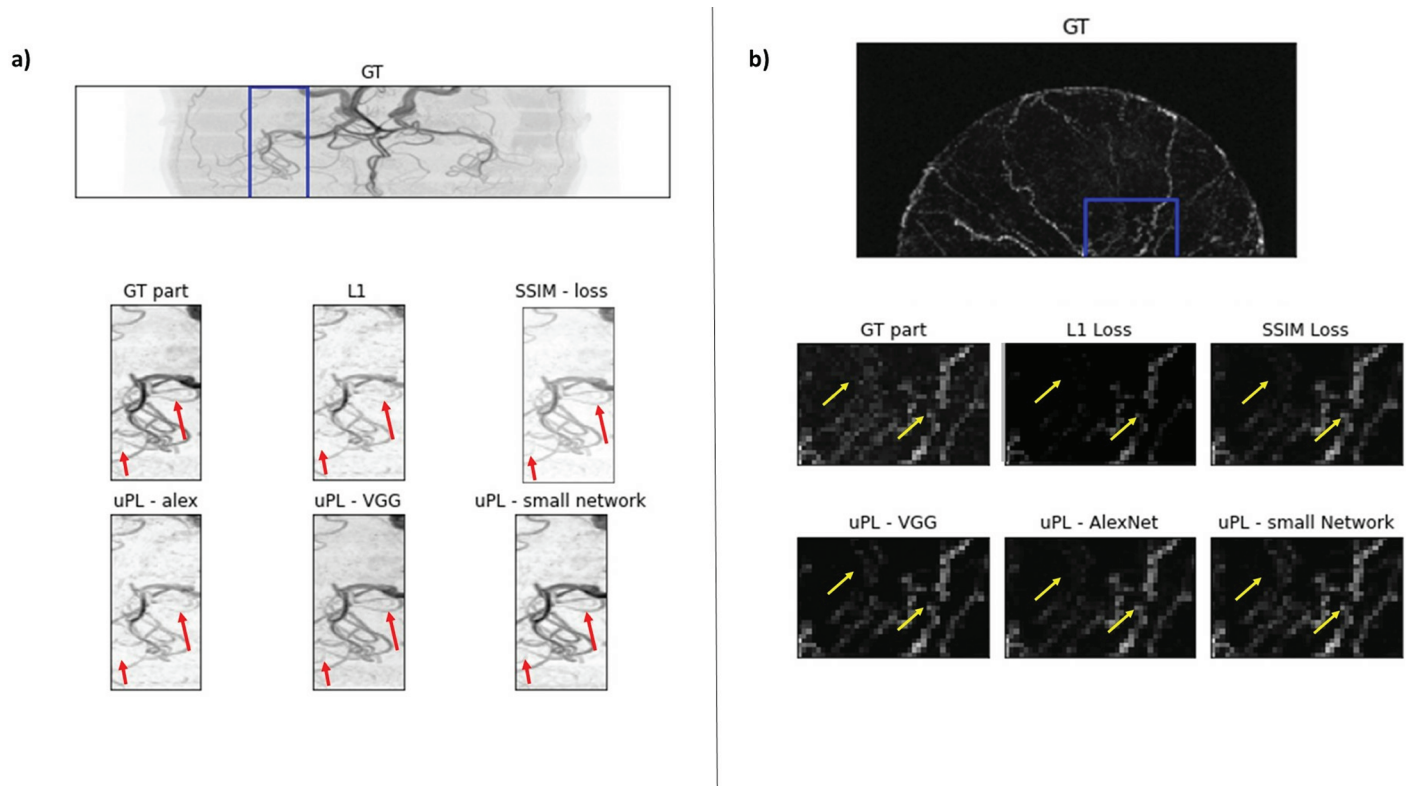 a)
GT
GT part
L1
SSIM - loss
uPL - alex
uPL - VGG
uPL - small network
b)
GT
GT part
L1 Loss
SSIM Loss
uPL - VGG
uPL - AlexNet
uPL - small Network